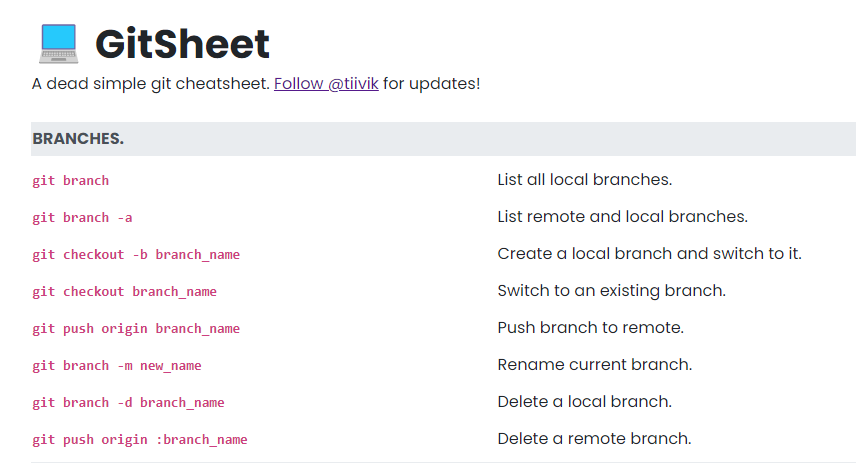 GitSheet
A dead simple git cheatsheet. Follow @tiivik for updates!
BRANCHES.
git branch List all local branches.
git branch -a List remote and local branches.
git checkout -b branch_name Create a local branch and switch to it.
git checkout branch_name Switch to an existing branch.
git push origin branch_name Push branch to remote.
git branch -m new_name Rename current branch.
git branch -d branch_name Delete a local branch.
git push origin :branch_name Delete a remote branch.